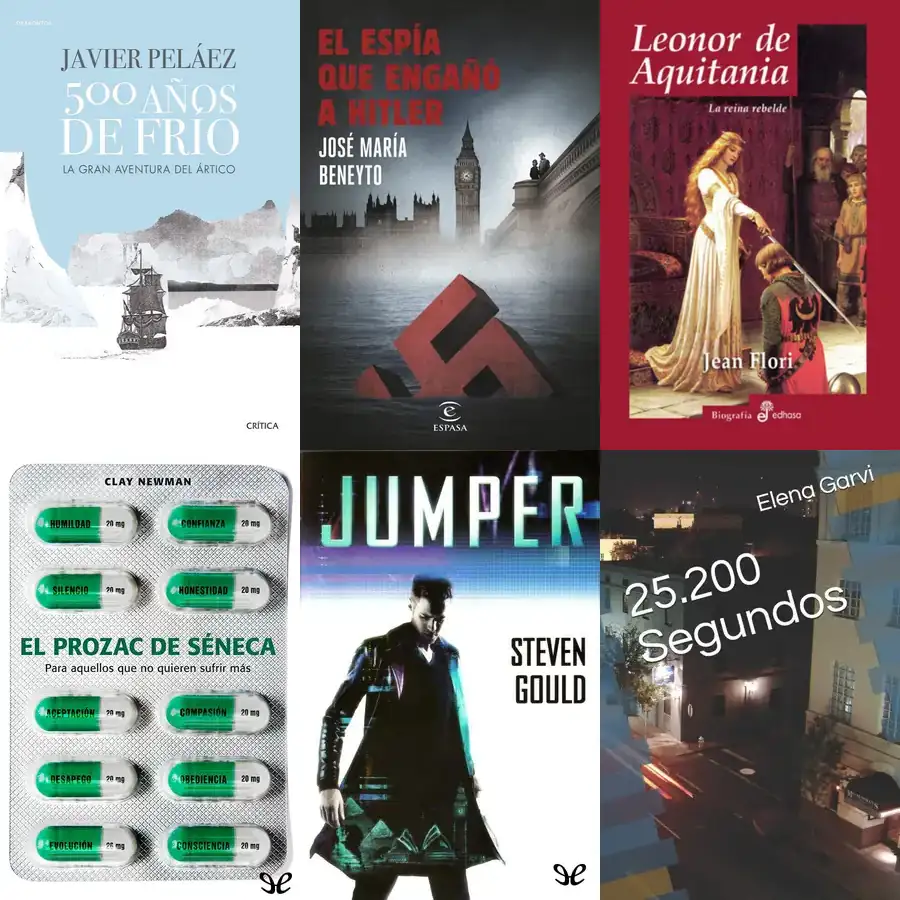 JAVIER PELÁEZ
500 AÑOS
DE FRÍO
LA GRAN AVENTURA DEL ÁRTICO
CRÍTICA
EL ESPÍA
QUE ENGAÑÓ
A HITLER
JOSÉ MARÍA
BENEYTO
e
ESPASA
Leonor de
Aquitania
La reina rebelde
Jean Flori
Biografía edhasa
CLAY NEWMAN
HUMILDAD 20 mg
CONFIANZA 20 mg
SILENCIO 20 mg
HONESTIDAD 20 mg
EL PROZAC DE SÉNECA
Para aquellos que no quieren sufrir más
ACEPTACIÓN 20 mg
COMPASIÓN 20 mg
DESAPEGO 20 mg
OBEDIENCIA 20 mg
EVOLUCIÓN 20 mg
CONSCIENCIA 20 mg
JUMPER
STEVEN
GOULD
Elena Garvi
25.200
Segundos